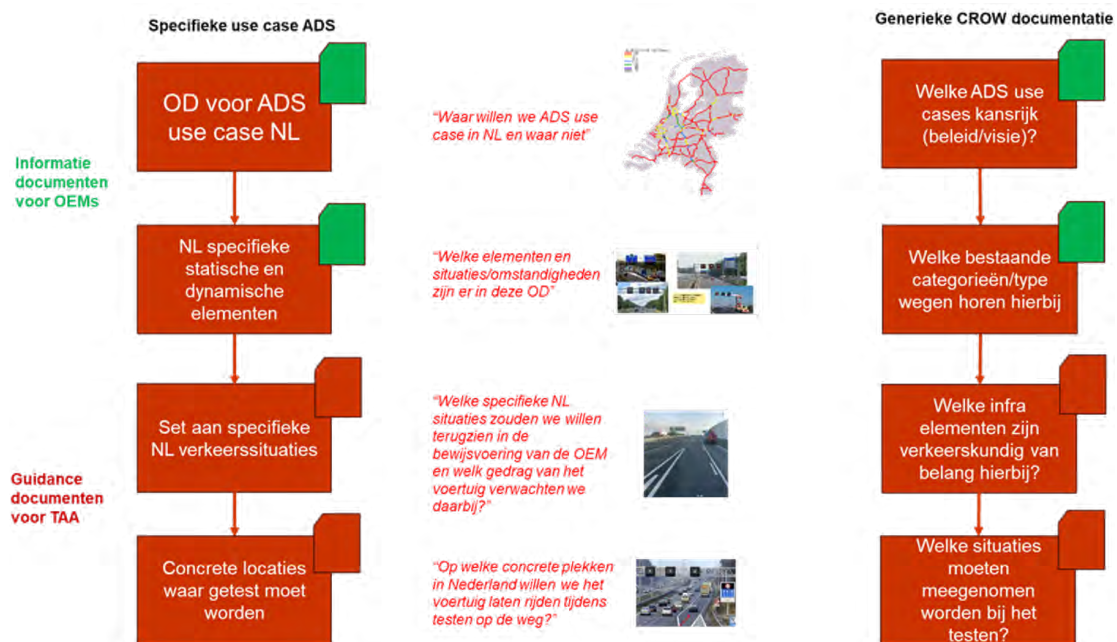 Specifieke use case ADS
Generieke CROW documentatie
OD voor ADS
use case NL
"Waar willen we ADS use
case in NL en waar niet"
Welke ADS use
cases kansrijk
(beleid/visie)?
Informatie
documenten
voor OEMs
NL specifieke
statische en
dynamische
elementen
"Welke elementen en
situaties/omstandigheden
zijn er in deze OD"
Welke bestaande
categorieën/type
wegen horen hierbij
Set aan specifieke
NL verkeerssituaties
"Welke specifieke NL
situaties zouden we willen
terugzien in de
bewijsvoering van de OEM
en welk gedrag van het
voertuig verwachten we
daarbij?"
Welke infra
elementen zijn
verkeerskundig van
belang hierbij?
Guidance
documenten
voor TAA
Concrete locaties
waar getest moet
worden
"Op welke concrete plekken
in Nederland willen we het
voertuig laten rijden tijdens
testen op de weg?"
Welke situaties
moeten
meegenomen
worden bij het
testen?